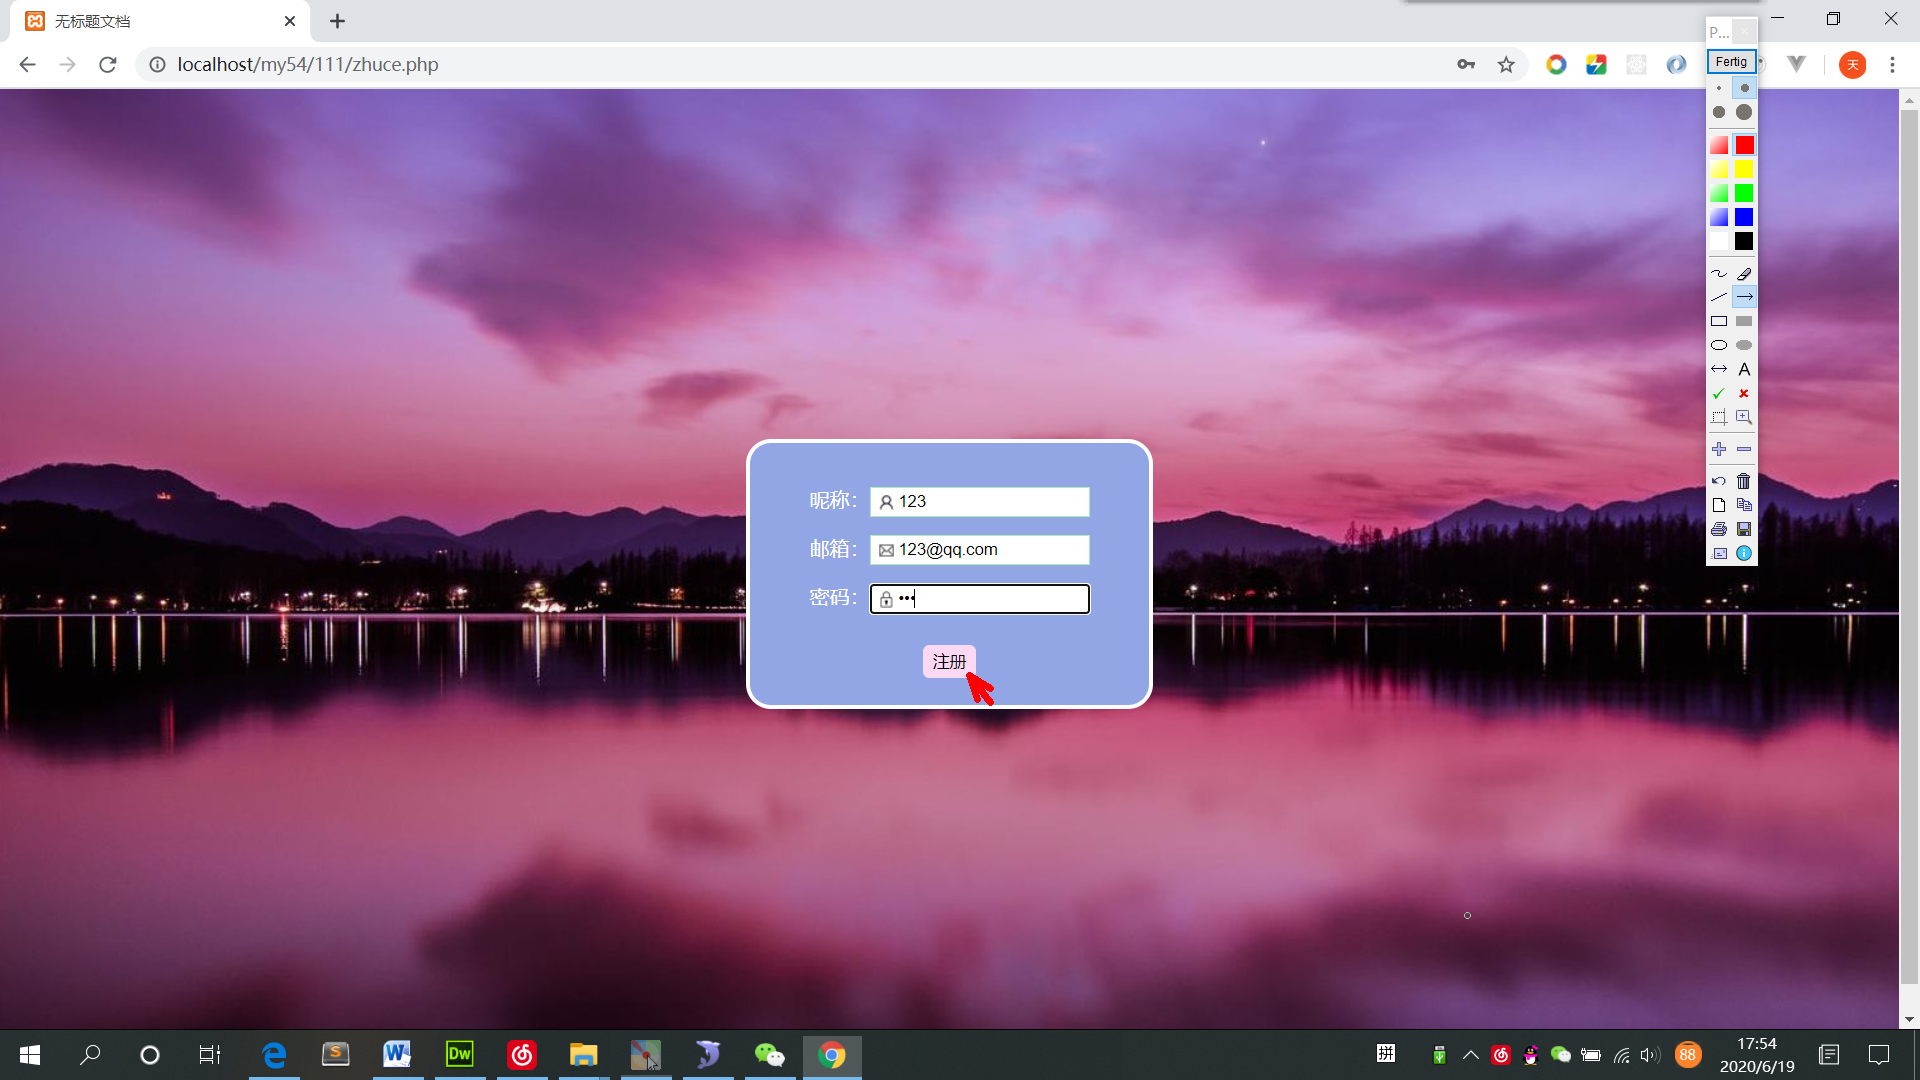 无标题文档
localhost/my54/111/zhuce.php
天
P...
Fertig
A
昵称: 123
邮箱: 123@qq.com
密码: •••
注册
S
W
Dw
拼
88
17:54
2020/6/19